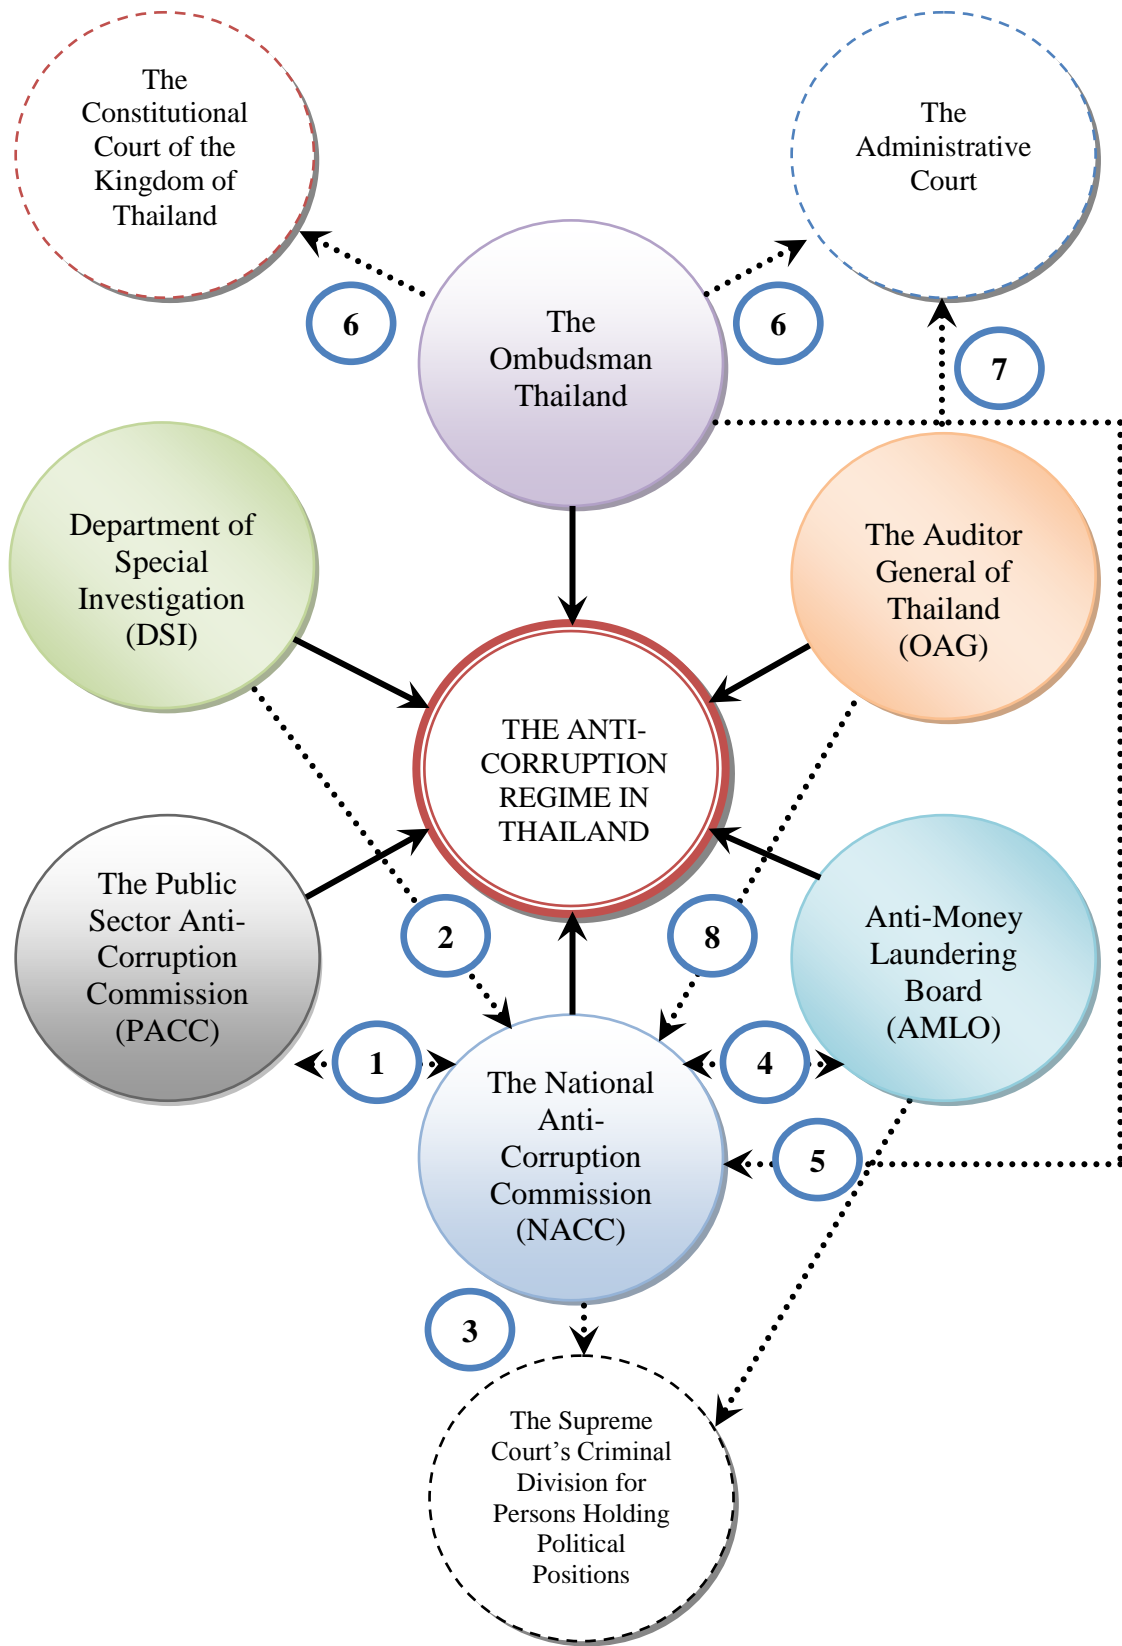 The
Constitutional
Court of the
Kingdom of
Thailand
The
Administrative
Court
6
The
Ombudsman
Thailand
6
7
Department of
Special
Investigation
(DSI)
The Auditor
General of
Thailand
(OAG)
THE ANTI-
CORRUPTION
REGIME IN
THAILAND
The Public
Sector Anti-
Corruption
Commission
(PACC)
2
8
Anti-Money
Laundering
Board
(AMLO)
1
The National
Anti-
Corruption
Commission
(NACC)
4
5
3
The Supreme
Court’s Criminal
Division for
Persons Holding
Political
Positions